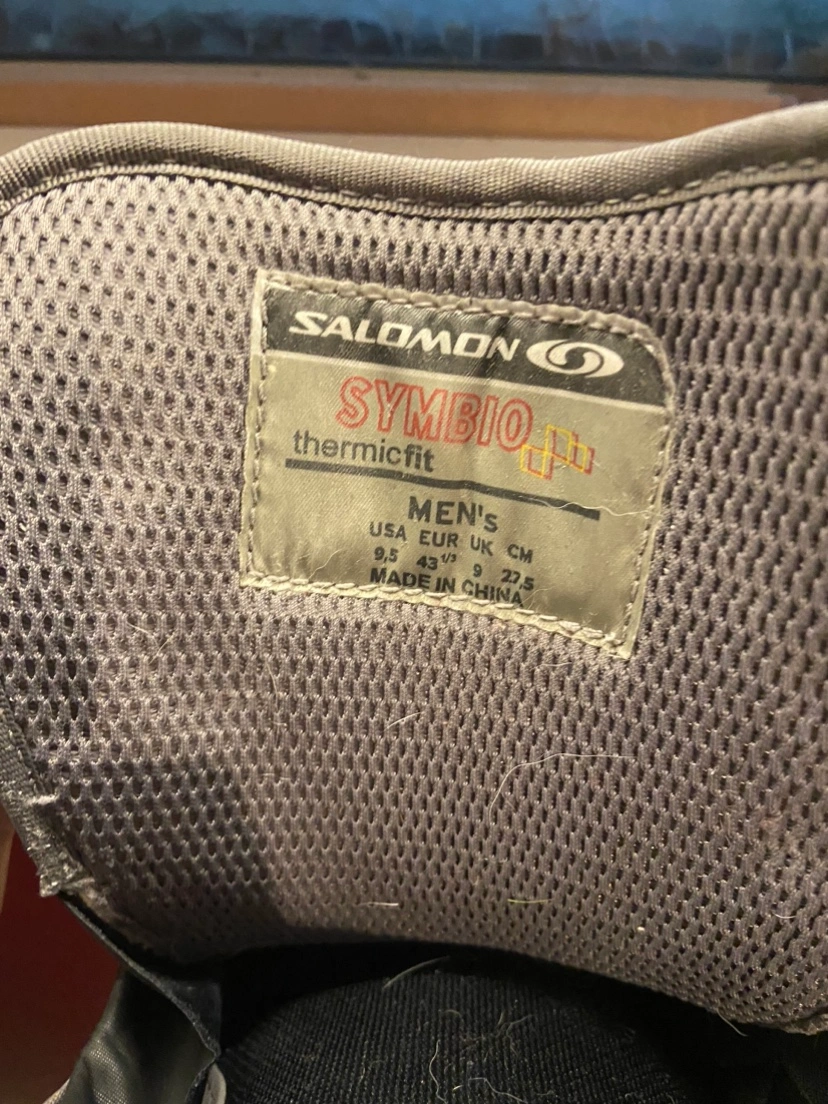 SALOMON
SYMBIO
thermicfit
MEN's
USA EUR UK CM
9,5 43 1/3 9 27,5
MADE IN CHINA